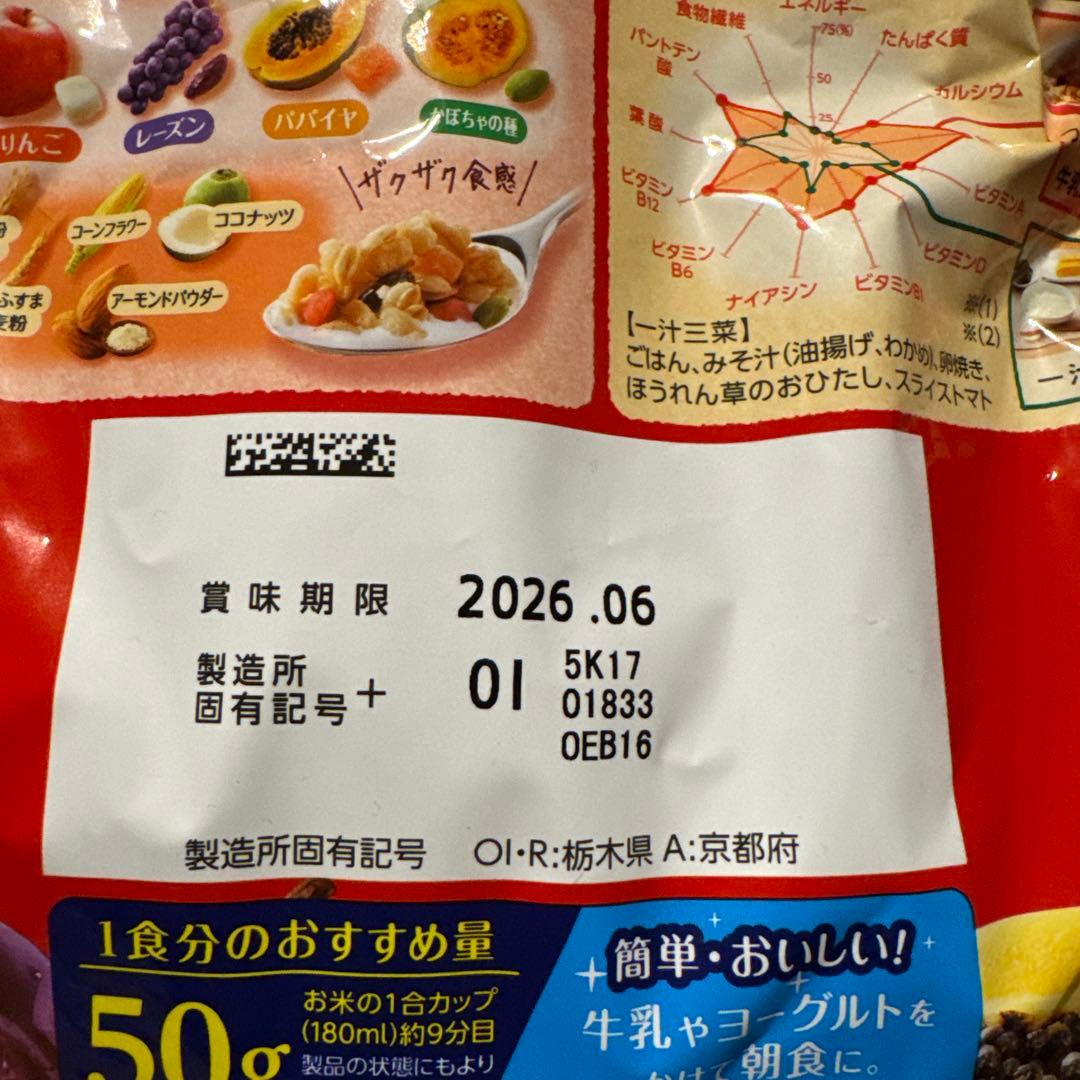 りんご
レーズン
パパイヤ
かぼちゃの種
コーンフラワー
ココナッツ
ザクザク食感
アーモンドパウダー
ふすま
麦粉
エネルギー
食物繊維
75(%)
たんぱく質
パントテン
酸
50
カルシウム
25
葉酸
ビタミン
B12
ビタミンA
ビタミン
B6
ビタミンD
ナイアシン
ビタミンB1
※(1)
※(2)
【一汁三菜】
ごはん、みそ汁(油揚げ、わかめ)、卵焼き、
ほうれん草のおひたし、スライストマト
賞味期限 2026.06
製造所
固有記号+ OI 5K17
01833
0EB16
製造所固有記号 OI・R:栃木県 A:京都府
1食分のおすすめ量
50g
お米の1合カップ
(180ml)約9分目
製品の状態にもより
簡単・おいしい!
牛乳やヨーグルトを
かけて朝食に。